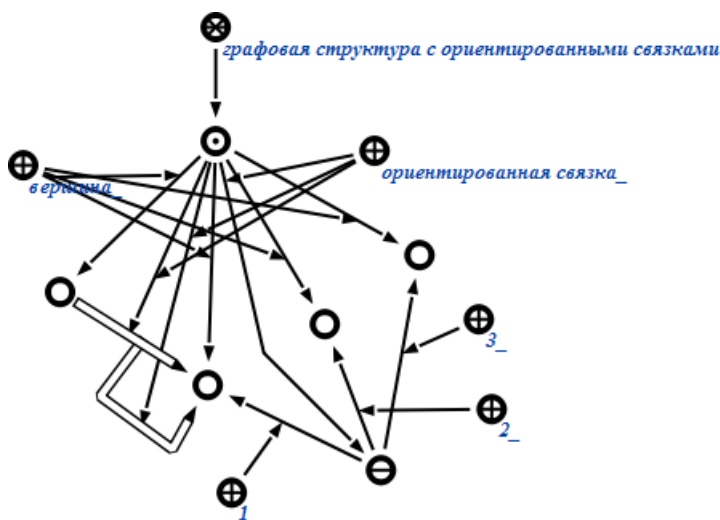 графовая структура с ориентированными связками
вершина_
ориентированная связка_
3_
2_
1